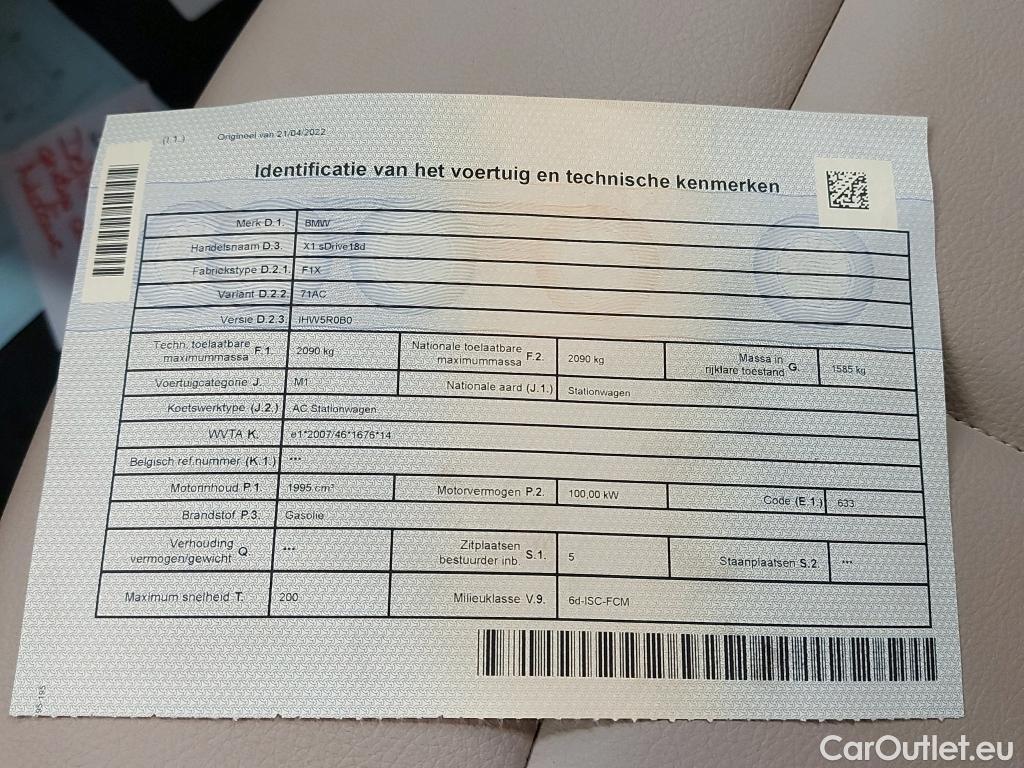 (I.1.) Origineel van 21/04/2022
Identificatie van het voertuig en technische kenmerken
Merk D.1. BMW
Handelsnaam D.3. X1 sDrive18d
Fabriekstype D.2.1. F1X
Variant D.2.2. 71AC
Versie D.2.3. IHW5R0B0
Techn. toelaatbare maximummassa F.1. 2090 kg Nationale toelaatbare maximummassa F.2. 2090 kg Massa in rijklare toestand G. 1585 kg
Voertuigcategorie J. M1 Nationale aard (J.1.) Stationwagen
Koetswerktype (J.2.) AC Stationwagen
WVTA K. e1*2007/46*1676*14
Belgisch ref.nummer (K.1.) ***
Motorinhoud P.1. 1995 cm³ Motorvermogen P.2. 100,00 kW Code (E.1.) 633
Brandstof P.3. Gasolie
Verhouding vermogen/gewicht Q. *** Zitplaatsen bestuurder inb. S.1. 5 Staanplaatsen S.2. ***
Maximum snelheid T. 200 Milieuklasse V.9. 6d-ISC-FCM
95-195
CarOutlet.eu